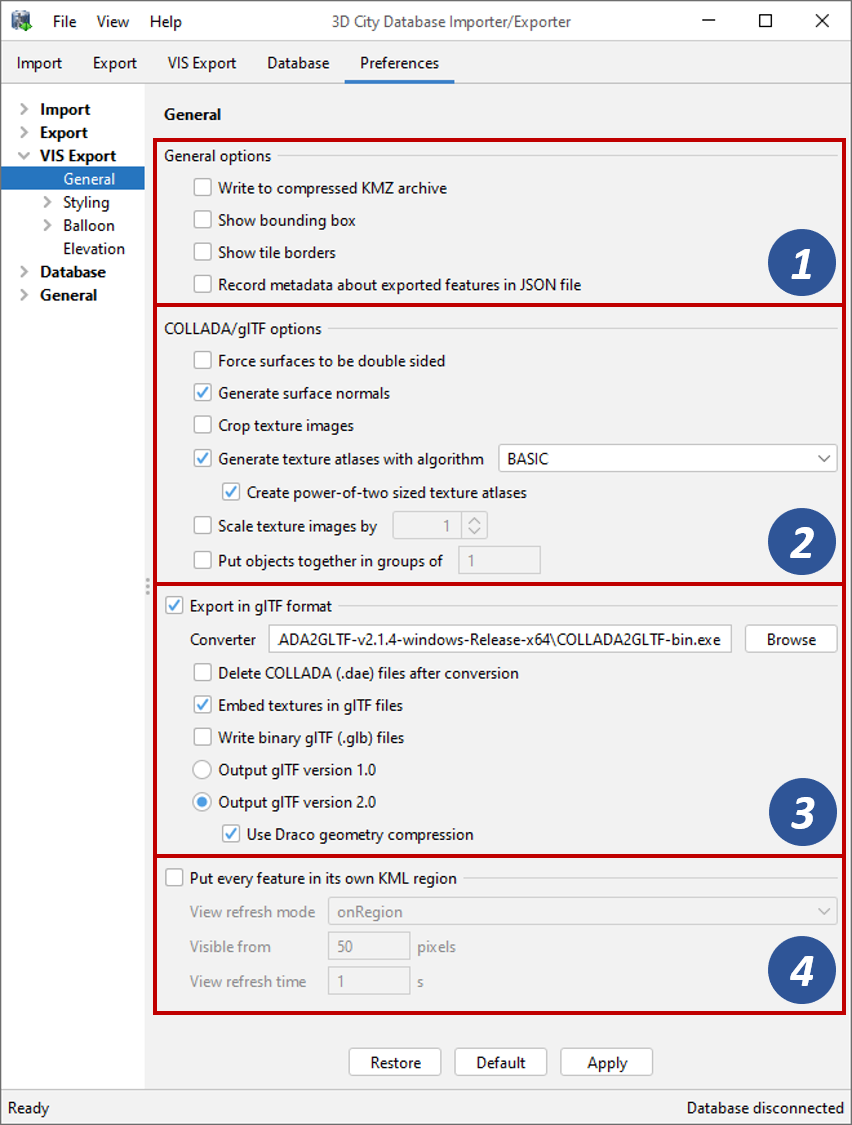 File View Help 3D City Database Importer/Exporter
Import Export VIS Export Database Preferences
Import
Export
VIS Export
General
Styling
Balloon
Elevation
Database
General
General
General options
Write to compressed KMZ archive
Show bounding box
Show tile borders
Record metadata about exported features in JSON file
1
COLLADA/glTF options
Force surfaces to be double sided
Generate surface normals
Crop texture images
Generate texture atlases with algorithm BASIC
Create power-of-two sized texture atlases
Scale texture images by 1
Put objects together in groups of 1
2
Export in glTF format
Converter ADA2GLTF-v2.1.4-windows-Release-x64\COLLADA2GLTF-bin.exe Browse
Delete COLLADA (.dae) files after conversion
Embed textures in glTF files
Write binary glTF (.glb) files
Output glTF version 1.0
Output glTF version 2.0
Use Draco geometry compression
3
Put every feature in its own KML region
View refresh mode onRegion
Visible from 50 pixels
View refresh time 1 s
4
Restore Default Apply
Ready Database disconnected